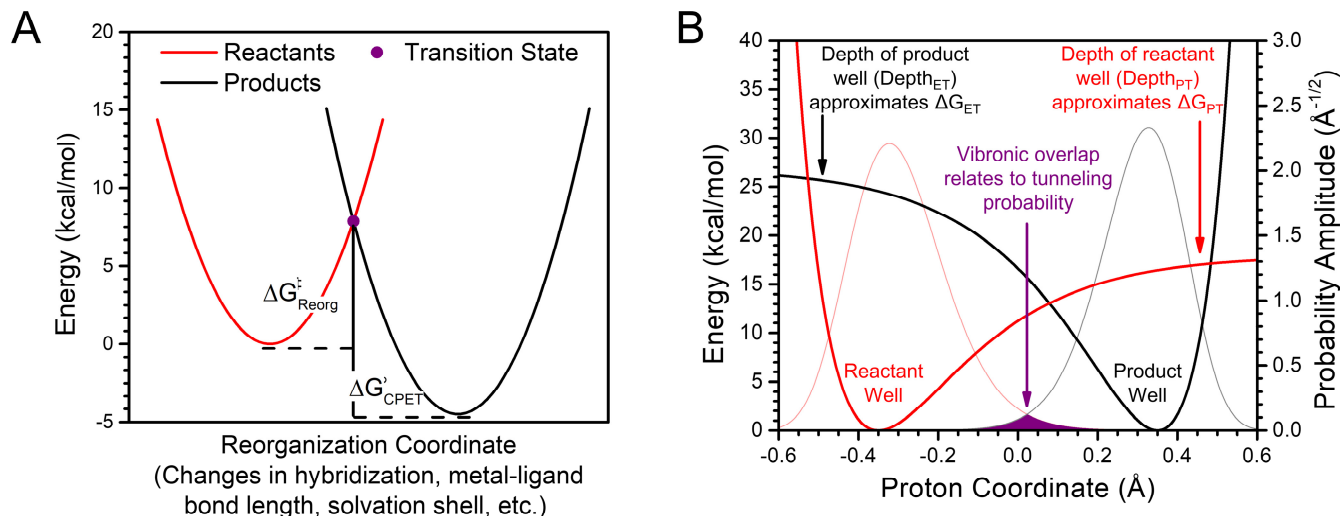 A
20
15
10
5
0
-5
Energy (kcal/mol)
Reactants
Products
Transition State
ΔG‡Reorg
ΔG°CPET
Reorganization Coordinate
(Changes in hybridization, metal-ligand
bond length, solvation shell, etc.)
B
40
35
30
25
20
15
10
5
0
Energy (kcal/mol)
Depth of product
well (DepthET)
approximates ΔGET
Depth of reactant
well (DepthPT)
approximates ΔGPT
Vibronic overlap
relates to tunneling
probability
Reactant
Well
Product
Well
3.0
2.5
2.0
1.5
1.0
0.5
0.0
Probability Amplitude (Å-1/2)
-0.6 -0.4 -0.2 0.0 0.2 0.4 0.6
Proton Coordinate (Å)